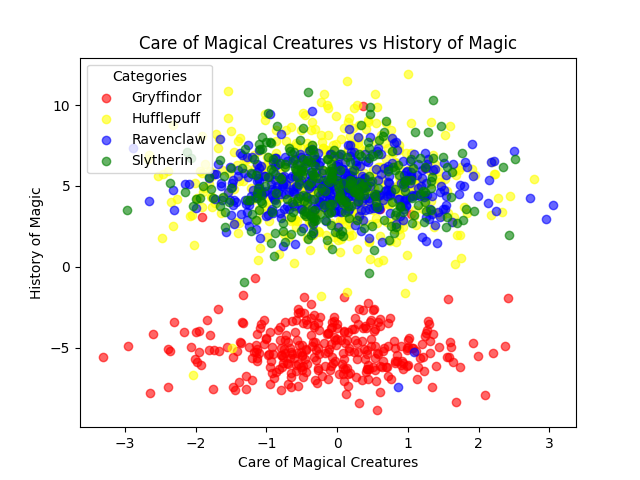 Care of Magical Creatures vs History of Magic
Categories
Gryffindor
Hufflepuff
Ravenclaw
Slytherin
10
5
0
−5
History of Magic
−3 −2 −1 0 1 2 3
Care of Magical Creatures